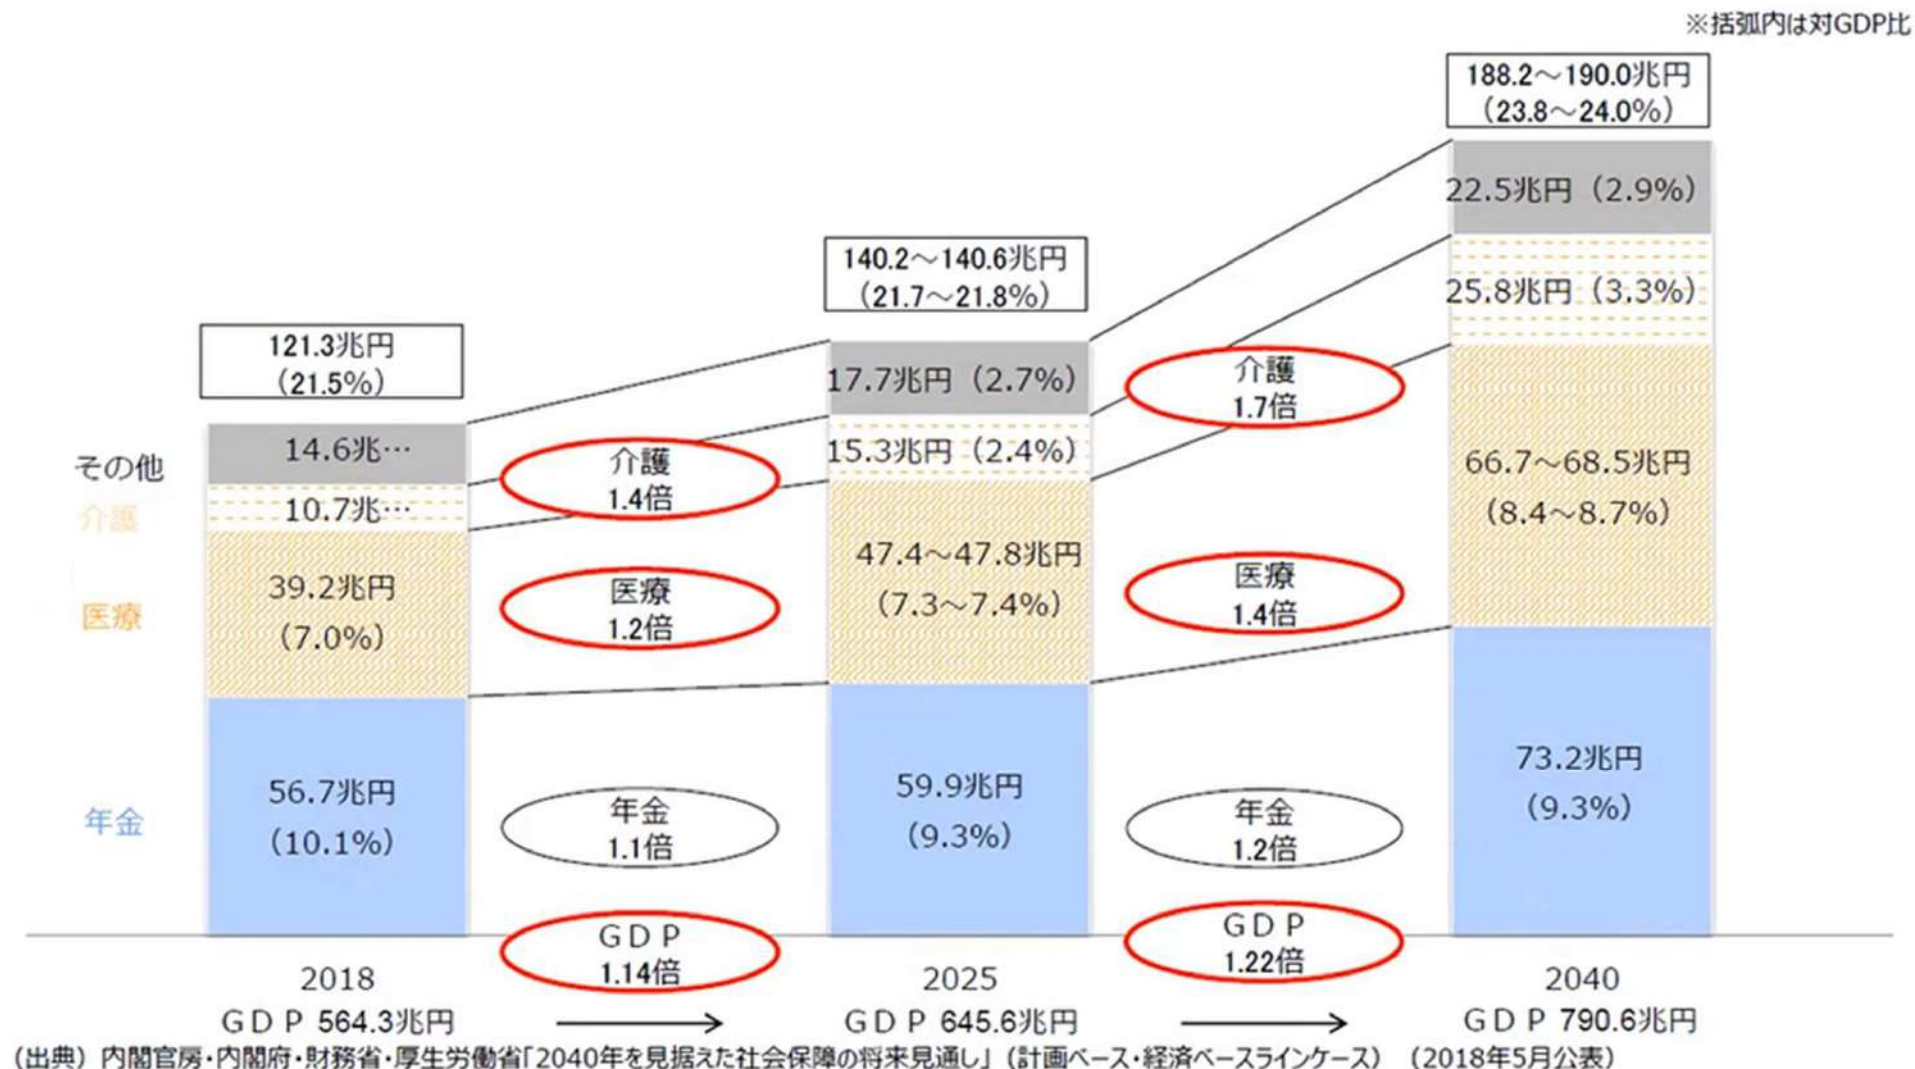 ※括弧内は対GDP比
188.2～190.0兆円
（23.8～24.0%）
22.5兆円（2.9%）
25.8兆円（3.3%）
66.7～68.5兆円
（8.4～8.7%）
73.2兆円
（9.3%）
140.2～140.6兆円
（21.7～21.8%）
17.7兆円（2.7%）
15.3兆円（2.4%）
47.4～47.8兆円
（7.3～7.4%）
59.9兆円
（9.3%）
121.3兆円
（21.5%）
14.6兆…
10.7兆…
39.2兆円
（7.0%）
56.7兆円
（10.1%）
その他
介護
医療
年金
介護
1.4倍
医療
1.2倍
年金
1.1倍
ＧＤＰ
1.14倍
介護
1.7倍
医療
1.4倍
年金
1.2倍
ＧＤＰ
1.22倍
2018
2025
2040
ＧＤＰ 564.3兆円
ＧＤＰ 645.6兆円
ＧＤＰ 790.6兆円
（出典）内閣官房・内閣府・財務省・厚生労働省「2040年を見据えた社会保障の将来見通し」（計画ベース・経済ベースラインケース）（2018年5月公表）